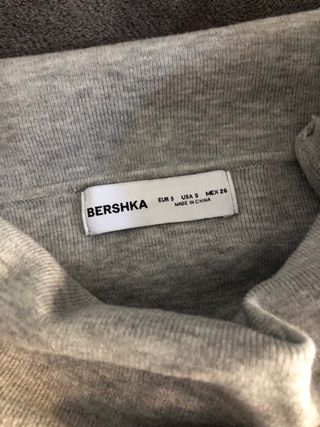 BERSHKA
EUR S USA S MEX 26
MADE IN CHINA